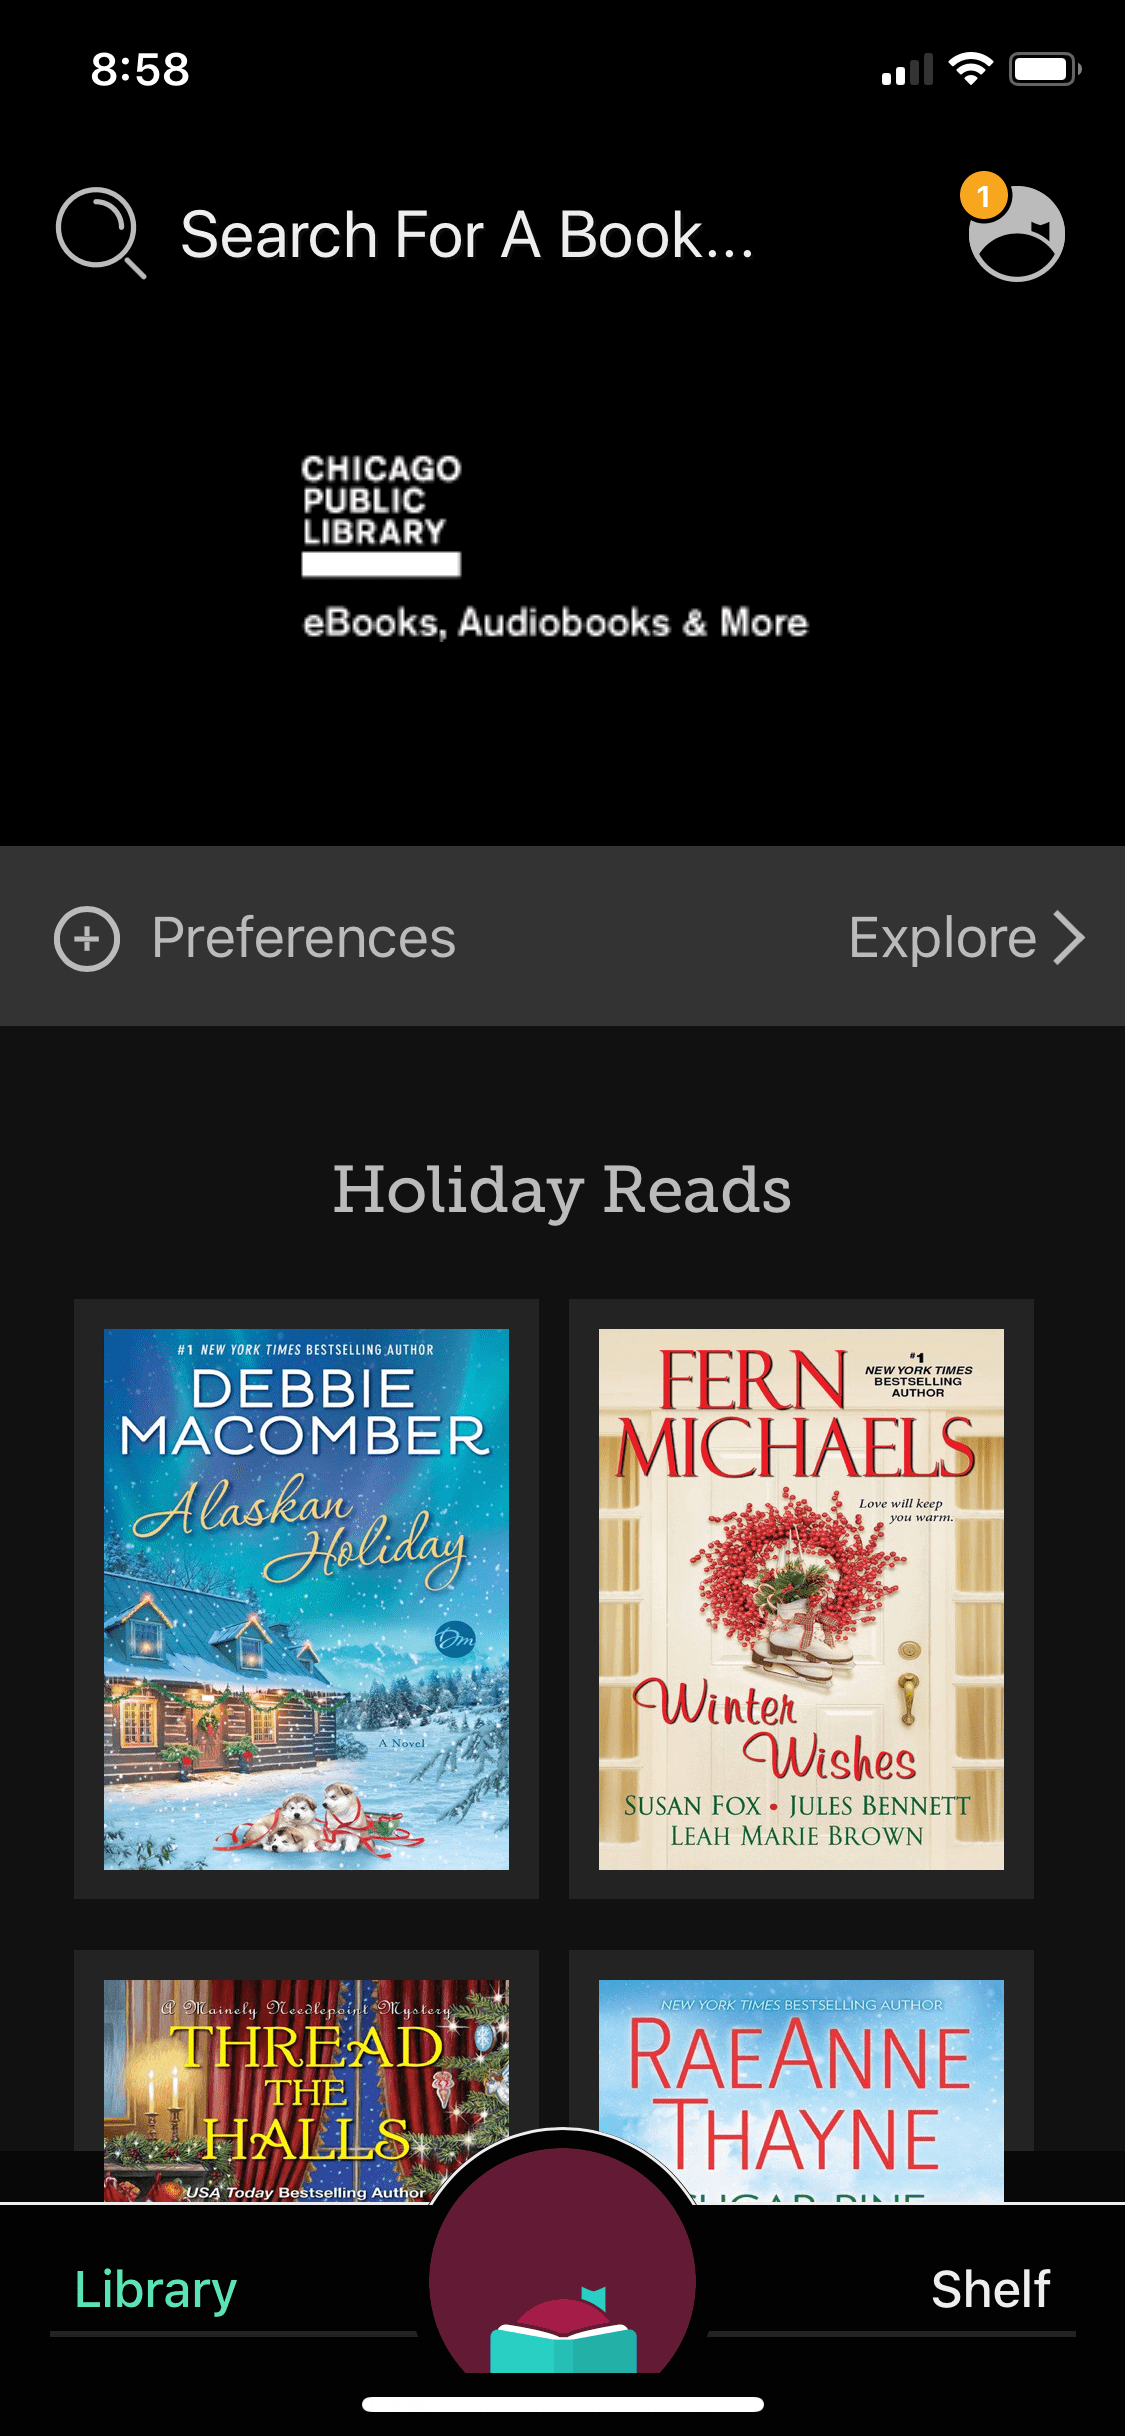 8:58
1
Search For A Book...
CHICAGO
PUBLIC
LIBRARY
eBooks, Audiobooks & More
Preferences
Explore
Holiday Reads
#1 NEW YORK TIMES BESTSELLING AUTHOR
DEBBIE
MACOMBER
Alaskan
Holiday
Dm
A Novel
FERN
MICHAELS
#1
NEW YORK TIMES
BESTSELLING
AUTHOR
Love will keep
you warm.
Winter
Wishes
SUSAN FOX • JULES BENNETT
LEAH MARIE BROWN
A Mainely Needlepoint Mystery
THREAD
THE
HALLS
USA Today Bestselling Author
NEW YORK TIMES BESTSELLING AUTHOR
RAEANNE
THAYNE
Library
Shelf